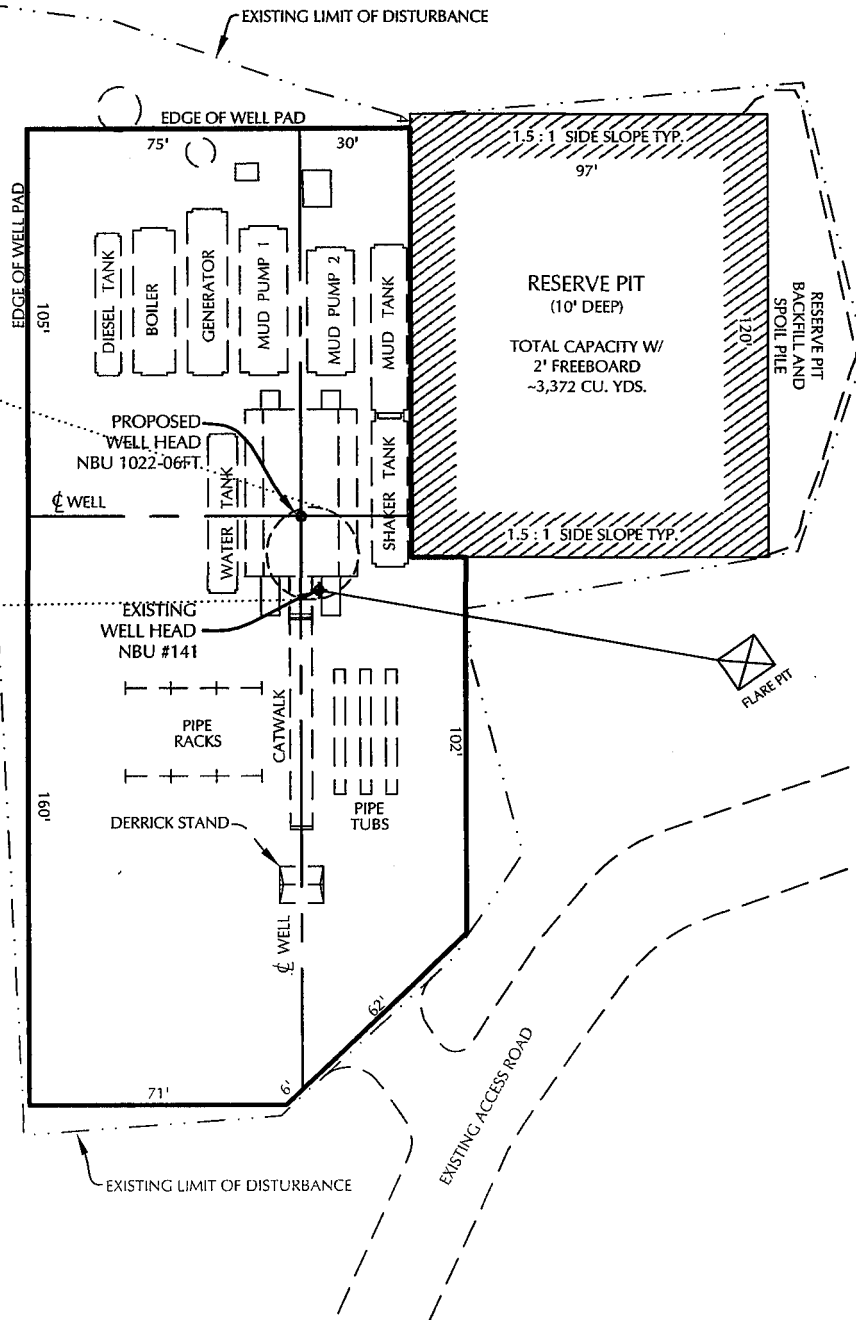 EXISTING LIMIT OF DISTURBANCE
EDGE OF WELL PAD
75'
30'
1.5 : 1 SIDE SLOPE TYP.
97'
EDGE OF WELL PAD
105'
DIESEL TANK
BOILER
GENERATOR
MUD PUMP 1
MUD PUMP 2
MUD TANK
RESERVE PIT
(10' DEEP)
TOTAL CAPACITY W/
2' FREEBOARD
~3,372 CU. YDS.
120'
RESERVE PIT
BACKFILL AND
SPOIL PILE
PROPOSED
WELL HEAD
NBU 1022-06FT
WATER TANK
SHAKER TANK
℄ WELL
1.5 : 1 SIDE SLOPE TYP.
EXISTING
WELL HEAD
NBU #141
FLARE PIT
PIPE
RACKS
CATWALK
PIPE
TUBS
102'
160'
DERRICK STAND
℄ WELL
62'
6'
71'
EXISTING ACCESS ROAD
EXISTING LIMIT OF DISTURBANCE